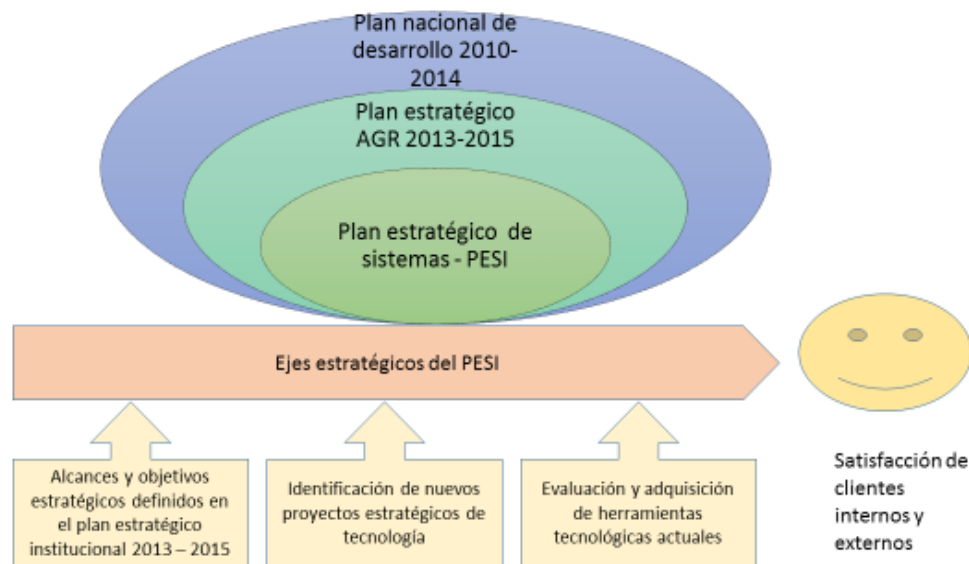 Plan nacional de
desarrollo 2010-
2014
Plan estratégico
AGR 2013-2015
Plan estratégico de
sistemas - PESI
Ejes estratégicos del PESI
Alcances y objetivos
estratégicos definidos en
el plan estratégico
institucional 2013 – 2015
Identificación de nuevos
proyectos estratégicos de
tecnología
Evaluación y adquisición
de herramientas
tecnológicas actuales
Satisfacción de
clientes
internos y
externos